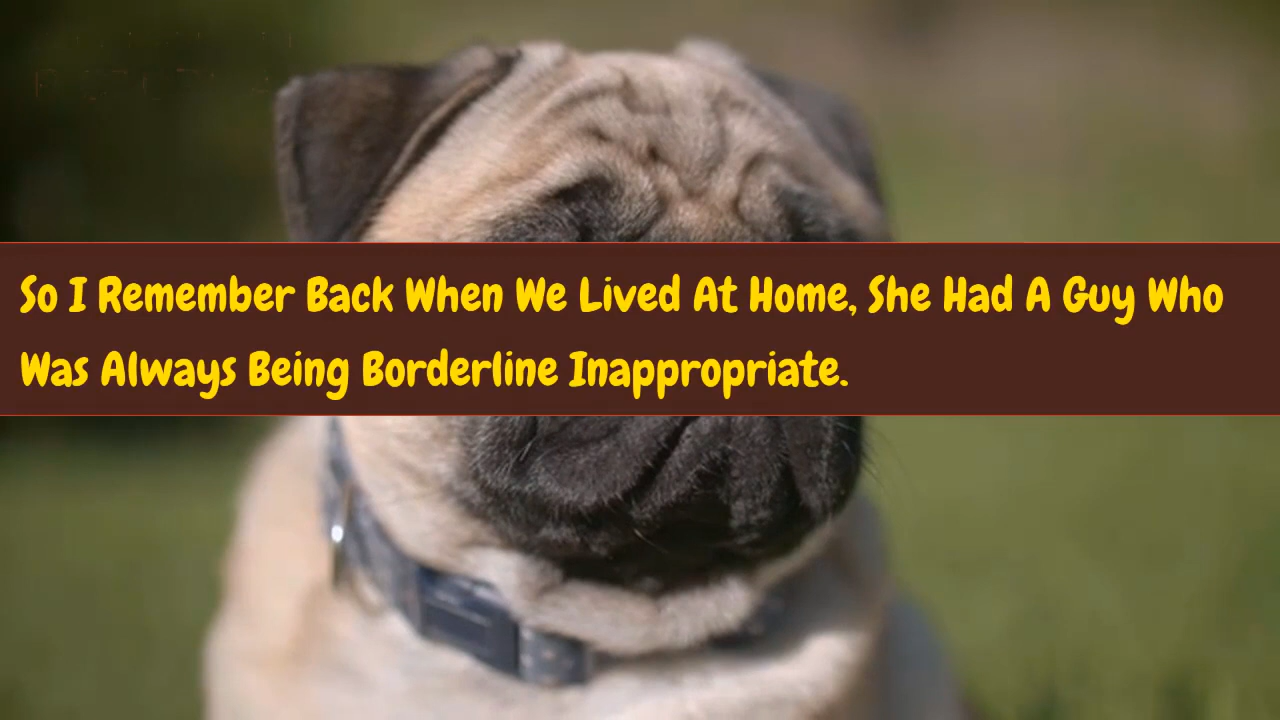 So I Remember Back When We Lived At Home, She Had A Guy Who
Was Always Being Borderline Inappropriate.